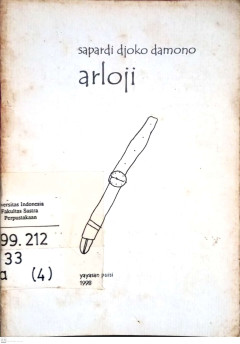 sapardi djoko damono
arloji
versitas Indonesia
Fakultas Sastra
Perpustakaan
99.212
33
a (4)
yayasan puisi
1998